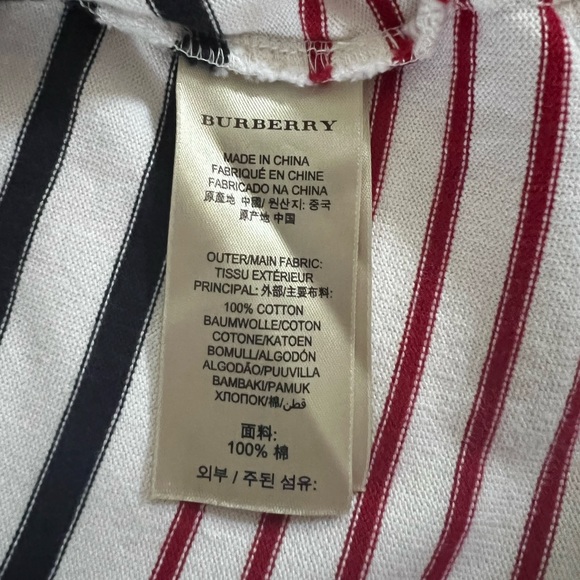 BURBERRY
MADE IN CHINA
FABRIQUÉ EN CHINE
FABRICADO NA CHINA
原產地 中國/ 원산지: 중국
原产地 中国
OUTER/MAIN FABRIC:
TISSU EXTÉRIEUR
PRINCIPAL: 外部/主要布料:
100% COTTON
BAUMWOLLE/COTON
COTONE/KATOEN
BOMULL/ALGODÓN
ALGODÃO/PUUVILLA
BAMBAKI/PAMUK
ХЛОПОК/棉/قطن
面料:
100% 棉
외부 / 주된 섬유: